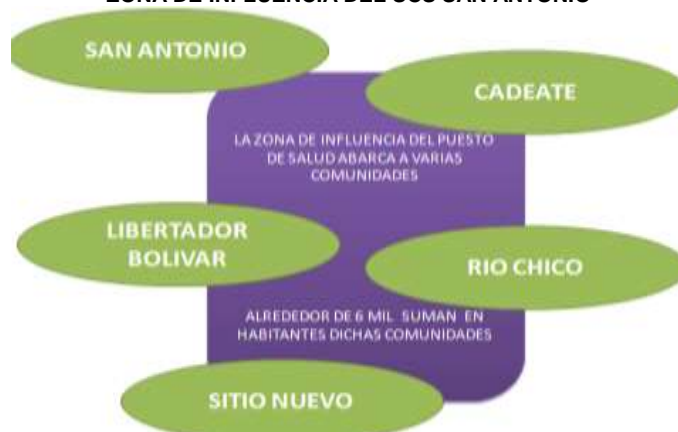 ZONA DE INFLUENCIA DEL SCS SAN ANTONIO
SAN ANTONIO
CADEATE
LA ZONA DE INFLUENCIA DEL PUESTO
DE SALUD ABARCA A VARIAS
COMUNIDADES
LIBERTADOR
BOLIVAR
RIO CHICO
ALREDEDOR DE 6 MIL SUMAN EN
HABITANTES DICHAS COMUNIDADES
SITIO NUEVO